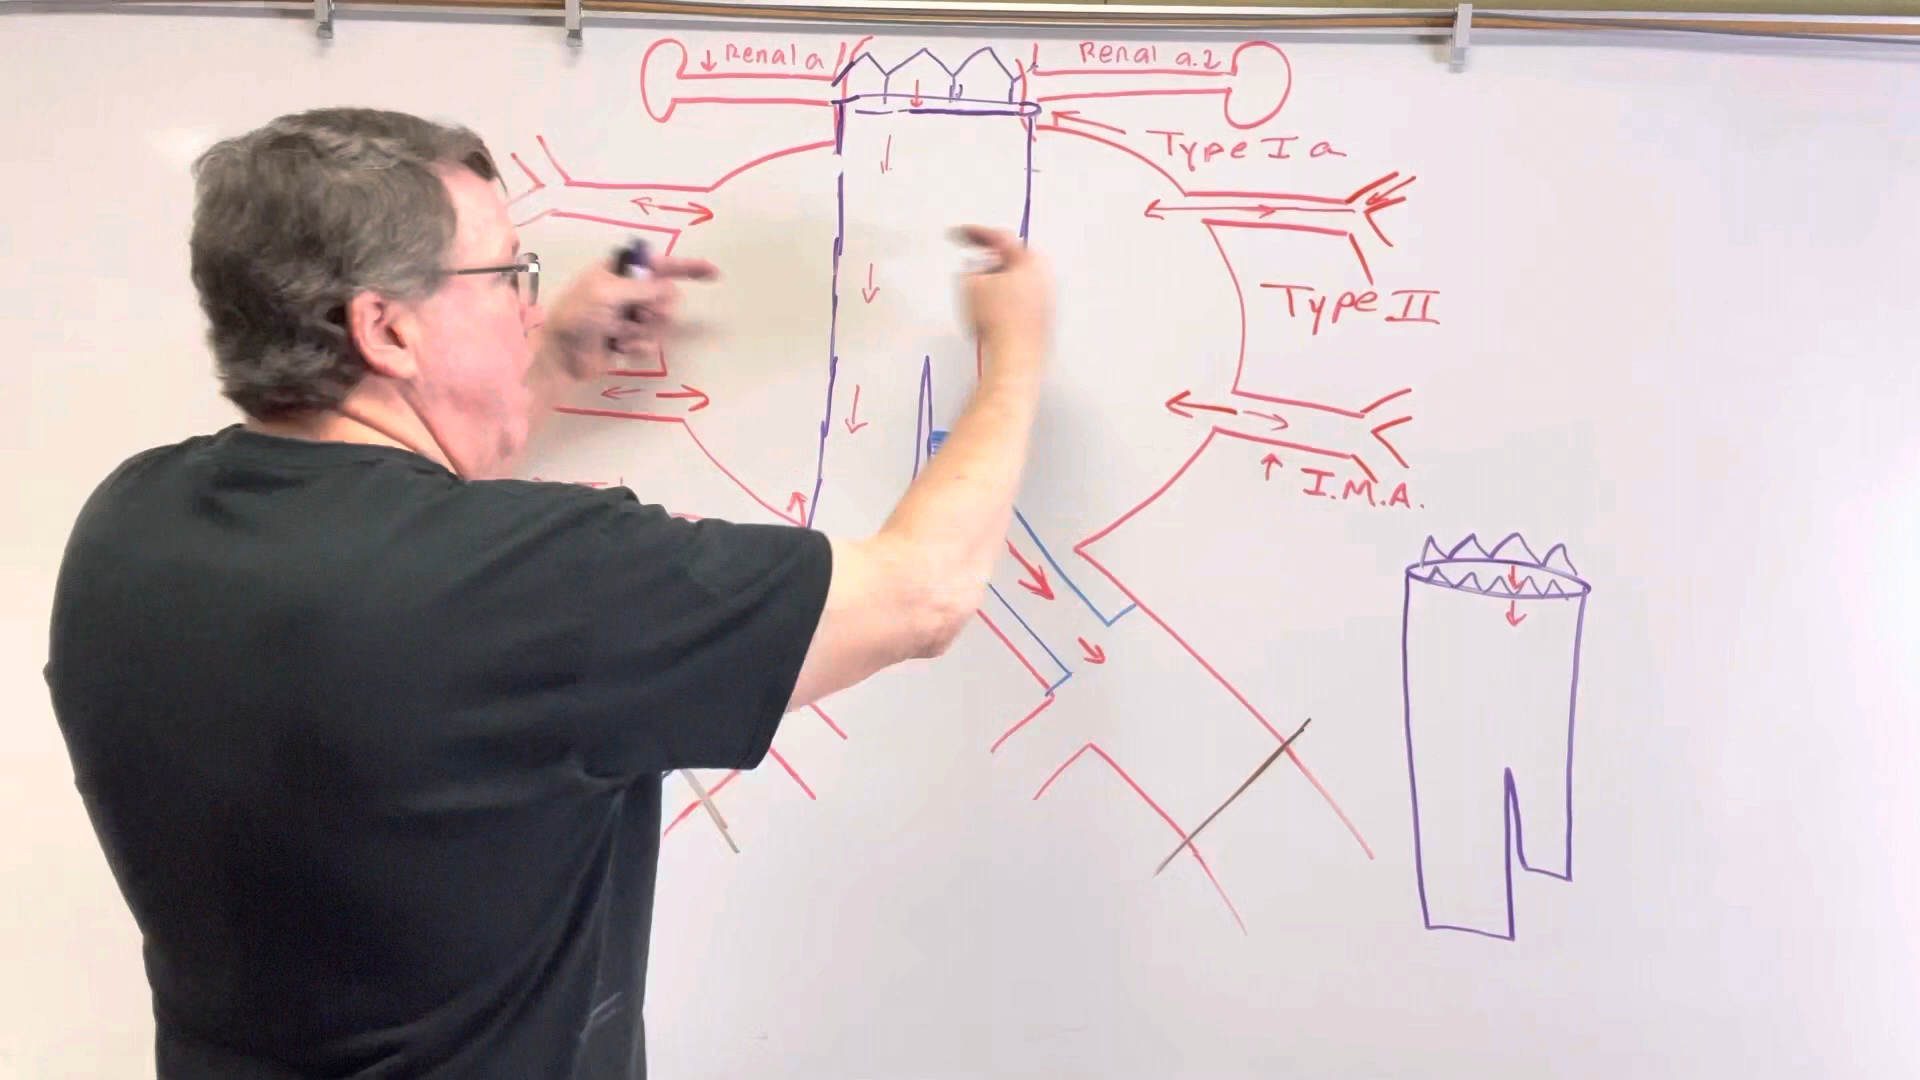 ↓ Renal a
Renal a.2
Type I a
Type II
↑ I.M.A.